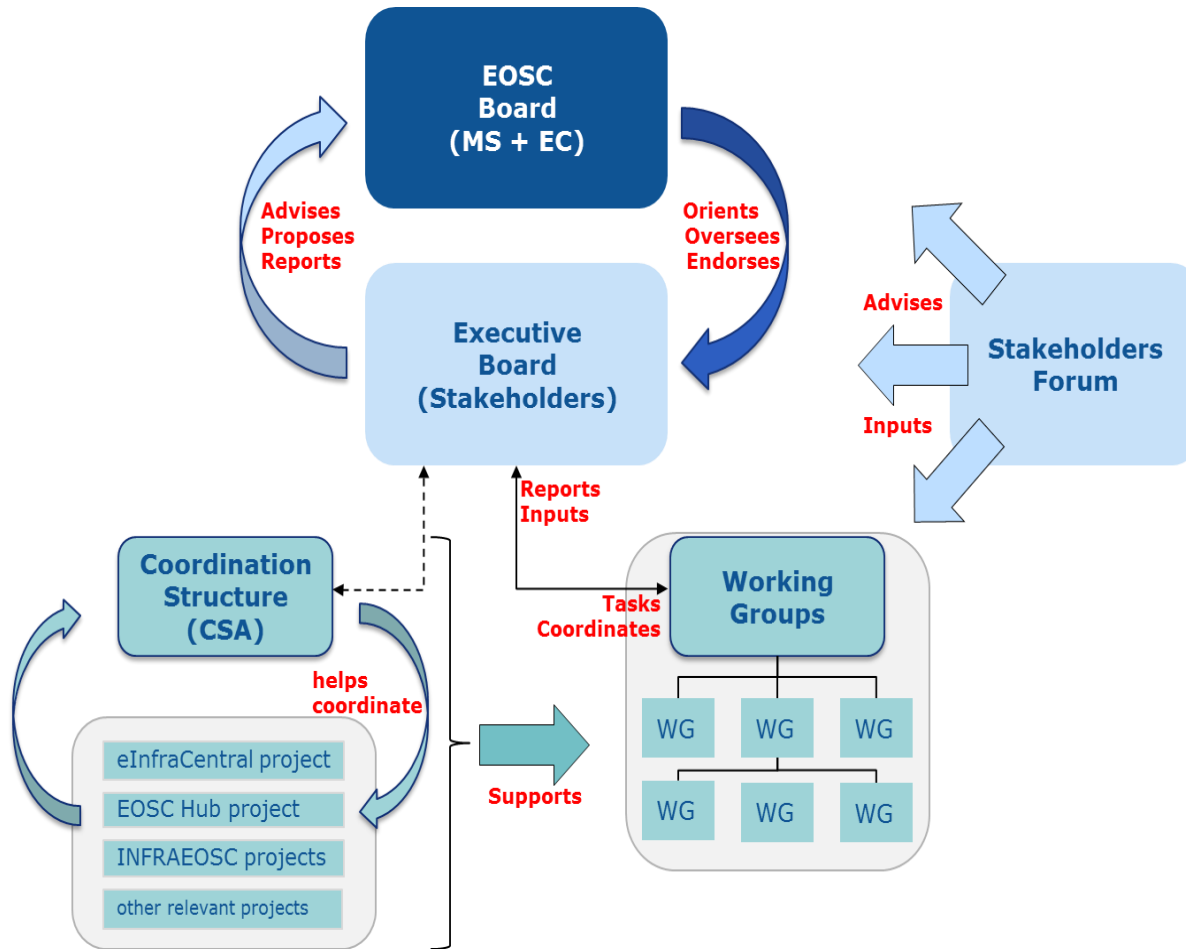 EOSC
Board
(MS + EC)
Advises
Proposes
Reports
Orients
Oversees
Endorses
Executive
Board
(Stakeholders)
Advises
Inputs
Stakeholders
Forum
Reports
Inputs
Tasks
Coordinates
Coordination
Structure
(CSA)
helps
coordinate
eInfraCentral project
EOSC Hub project
INFRAEOSC projects
other relevant projects
Supports
Working
Groups
WG
WG
WG
WG
WG
WG